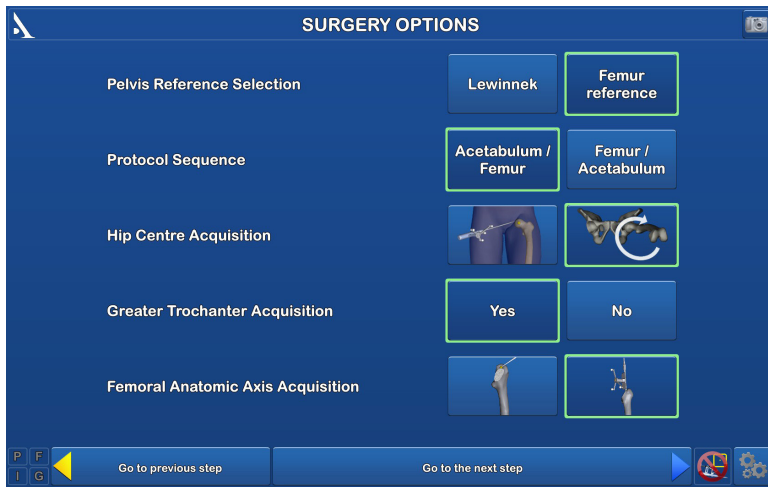 SURGERY OPTIONS
Pelvis Reference Selection
Lewinnek
Femur
reference
Protocol Sequence
Acetabulum /
Femur
Femur /
Acetabulum
Hip Centre Acquisition
Greater Trochanter Acquisition
Yes
No
Femoral Anatomic Axis Acquisition
P F
I G
Go to previous step
Go to the next step